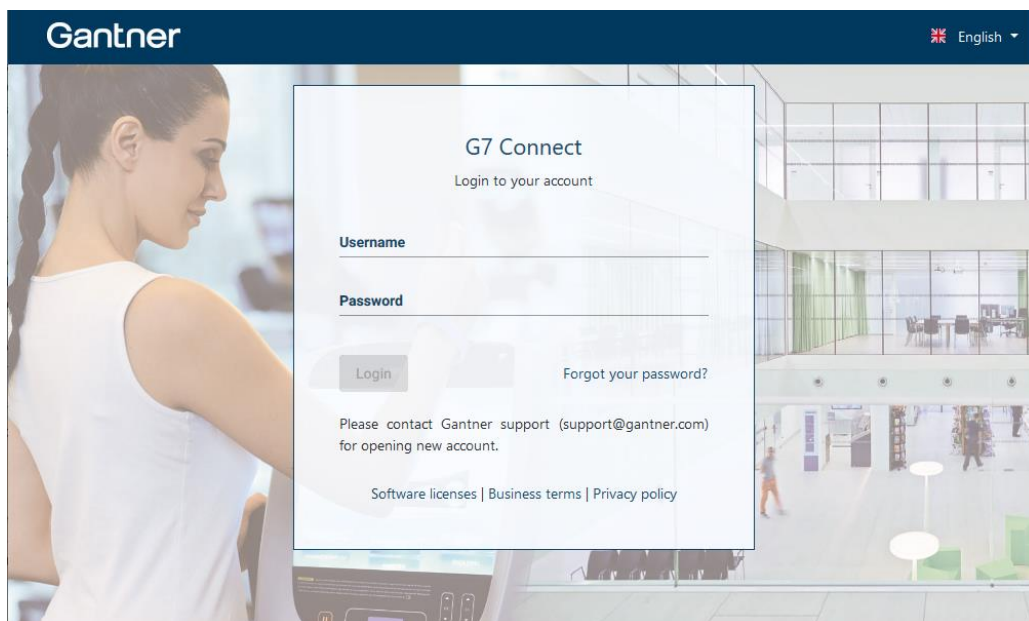 Gantner
English
G7 Connect
Login to your account
Username
Password
Login
Forgot your password?
Please contact Gantner support (support@gantner.com)
for opening new account.
Software licenses | Business terms | Privacy policy